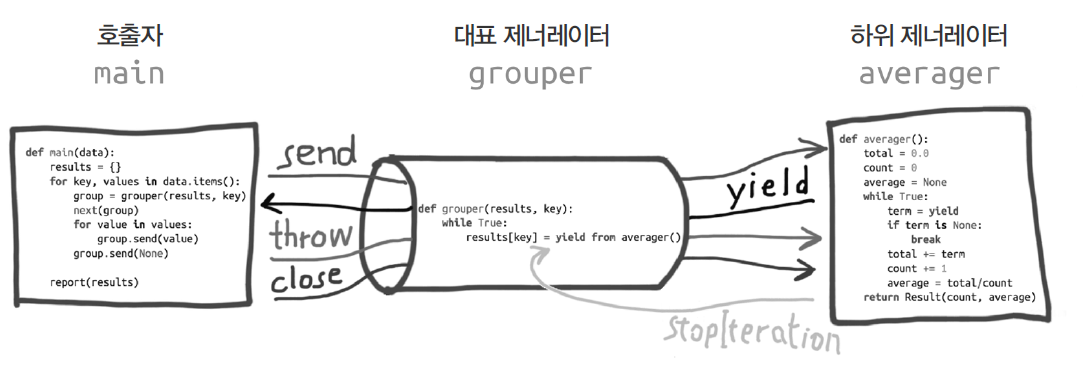 호출자
main
대표 제너레이터
grouper
하위 제너레이터
averager
def main(data):
    results = {}
    for key, values in data.items():
        group = grouper(results, key)
        next(group)
        for value in values:
            group.send(value)
        group.send(None)
    report(results)
send
throw
close
def grouper(results, key):
    while True:
        results[key] = yield from averager()
yield
StopIteration
def averager():
    total = 0.0
    count = 0
    average = None
    while True:
        term = yield
        if term is None:
            break
        total += term
        count += 1
        average = total/count
    return Result(count, average)